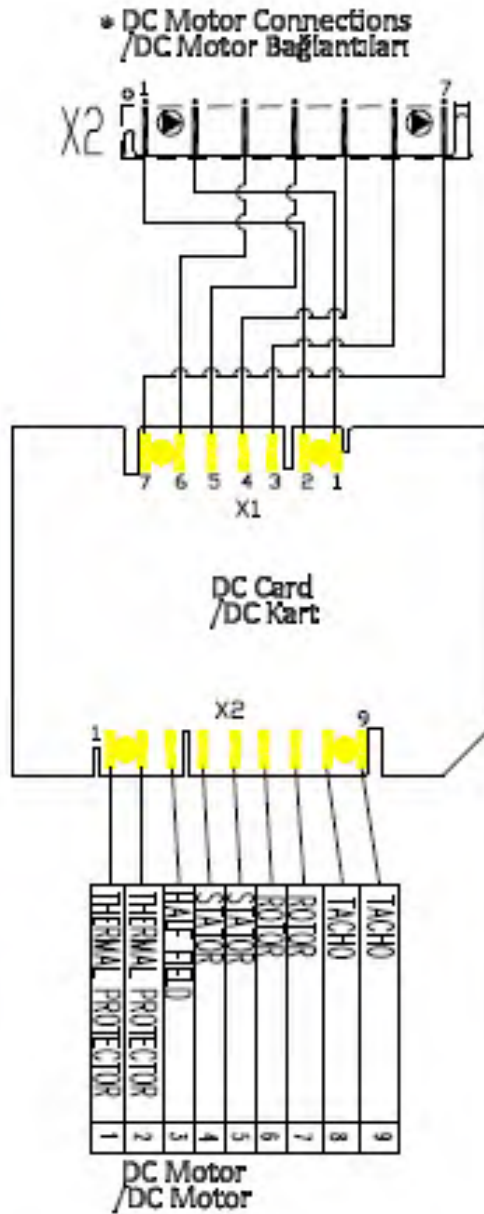 * DC Motor Connections
/DC Motor Bağlantıları
1 7
X2
7 6 5 4 3 2 1
X1
DC Card
/DC Kart
X2
1 9
THERMAL PROTECTOR
THERMAL PROTECTOR
HALF FIELD
STATOR
STATOR
ROTOR
ROTOR
TACHO
TACHO
1 2 3 4 5 6 7 8 9
DC Motor
/DC Motor